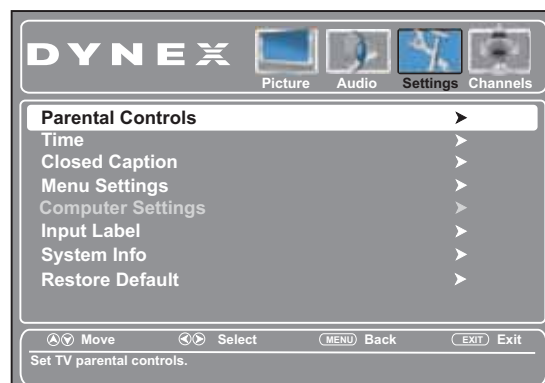 DYNEX
Picture Audio Settings Channels
Parental Controls
Time
Closed Caption
Menu Settings
Computer Settings
Input Label
System Info
Restore Default
Move Select MENU Back EXIT Exit
Set TV parental controls.